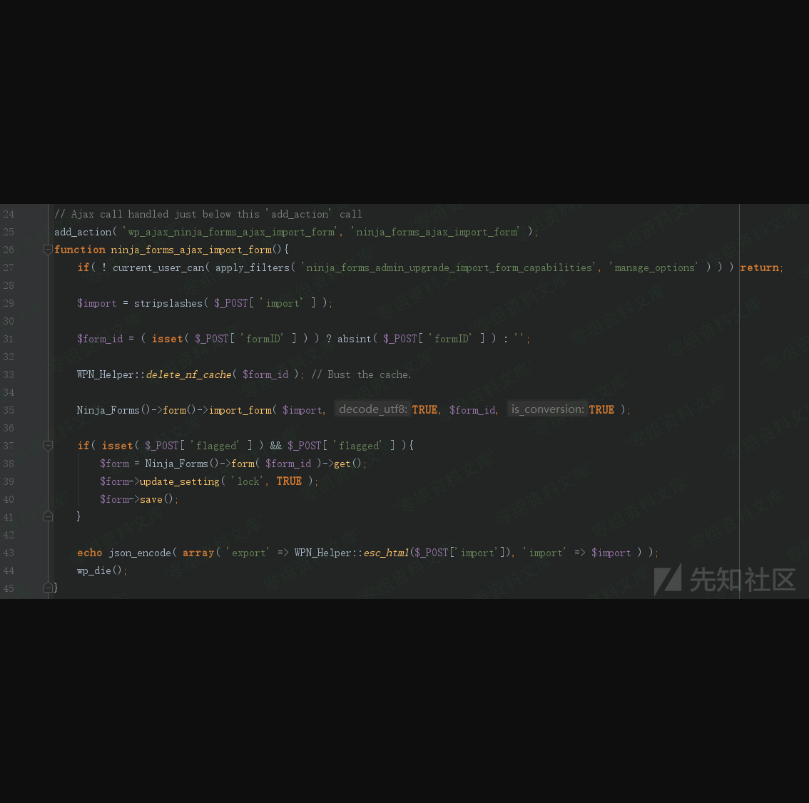 24 // Ajax call handled just below this 'add_action' call
25 add_action( 'wp_ajax_ninja_forms_ajax_import_form', 'ninja_forms_ajax_import_form' );
26 function ninja_forms_ajax_import_form(){
27 if( ! current_user_can( apply_filters( 'ninja_forms_admin_upgrade_import_form_capabilities', 'manage_options' ) ) ) return;
28
29 $import = stripslashes( $_POST[ 'import' ] );
30
31 $form_id = ( isset( $_POST[ 'formID' ] ) ) ? absint( $_POST[ 'formID' ] ) : '';
32
33 WPN_Helper::delete_nf_cache( $form_id ); // Bust the cache.
34
35 Ninja_Forms()->form()->import_form( $import, decode_utf8: TRUE, $form_id, is_conversion: TRUE );
36
37 if( isset( $_POST[ 'flagged' ] ) && $_POST[ 'flagged' ] ){
38 $form = Ninja_Forms()->form( $form_id )->get();
39 $form->update_setting( 'lock', TRUE );
40 $form->save();
41 }
42
43 echo json_encode( array( 'export' => WPN_Helper::esc_html($_POST['import']), 'import' => $import ) );
44 wp_die();
45 }
先知社区